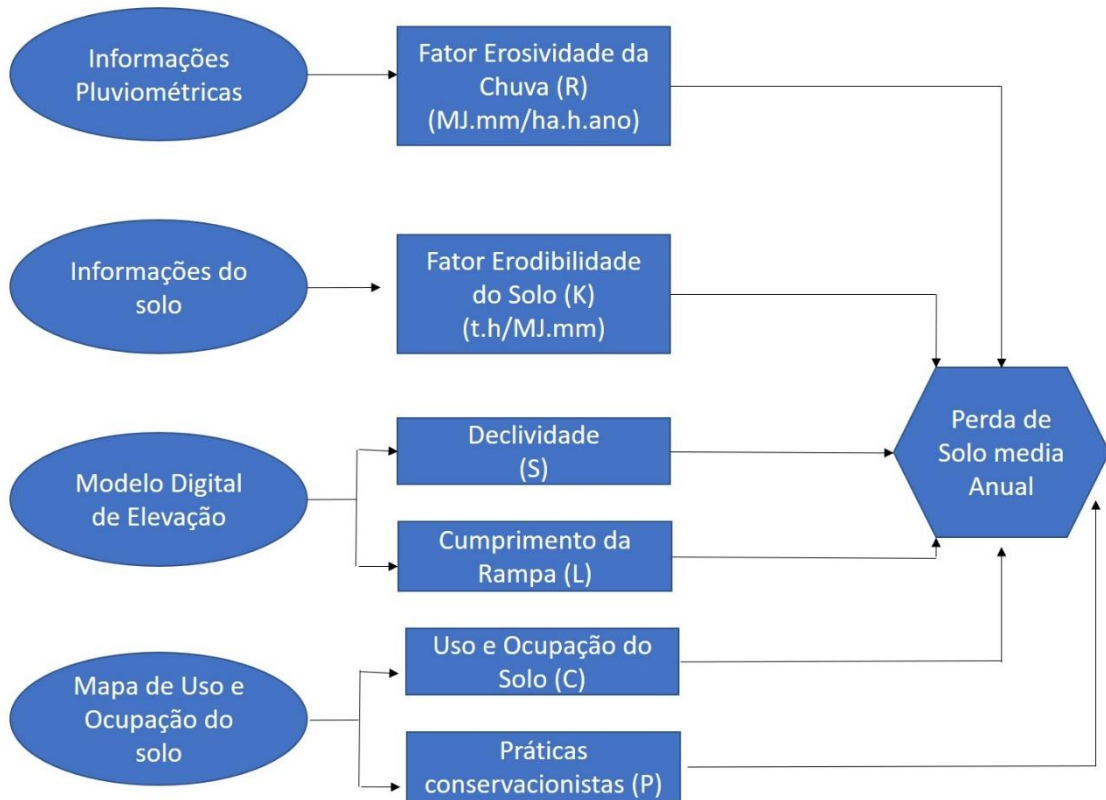 Informações
Pluviométricas
Fator Erosividade da
Chuva (R)
(MJ.mm/ha.h.ano)
Informações do
solo
Fator Erodibilidade
do Solo (K)
(t.h/MJ.mm)
Modelo Digital
de Elevação
Declividade
(S)
Cumprimento da
Rampa (L)
Mapa de Uso e
Ocupação do
solo
Uso e Ocupação do
Solo (C)
Práticas
conservacionistas (P)
Perda de
Solo media
Anual